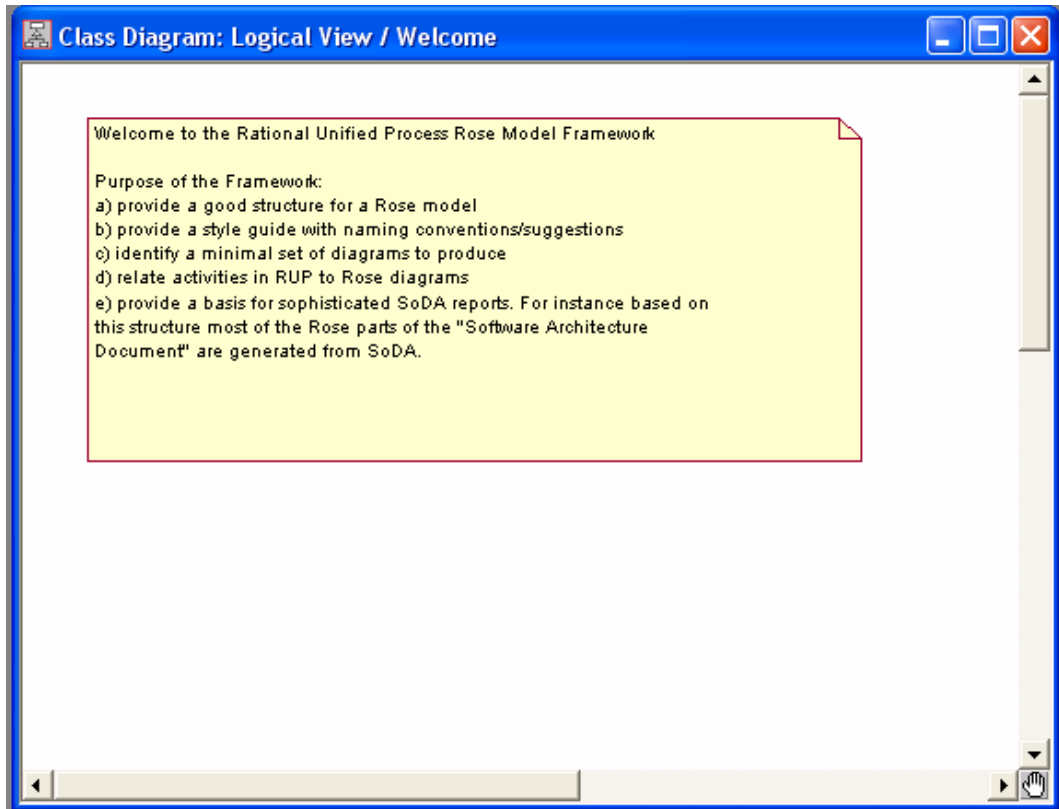 Class Diagram: Logical View / Welcome
Welcome to the Rational Unified Process Rose Model Framework
Purpose of the Framework:
a) provide a good structure for a Rose model
b) provide a style guide with naming conventions/suggestions
c) identify a minimal set of diagrams to produce
d) relate activities in RUP to Rose diagrams
e) provide a basis for sophisticated SoDA reports. For instance based on
this structure most of the Rose parts of the "Software Architecture
Document" are generated from SoDA.